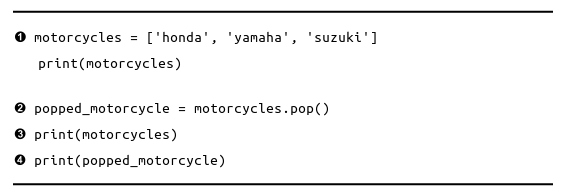 ❶ motorcycles = ['honda', 'yamaha', 'suzuki']
print(motorcycles)
❷ popped_motorcycle = motorcycles.pop()
❸ print(motorcycles)
❹ print(popped_motorcycle)